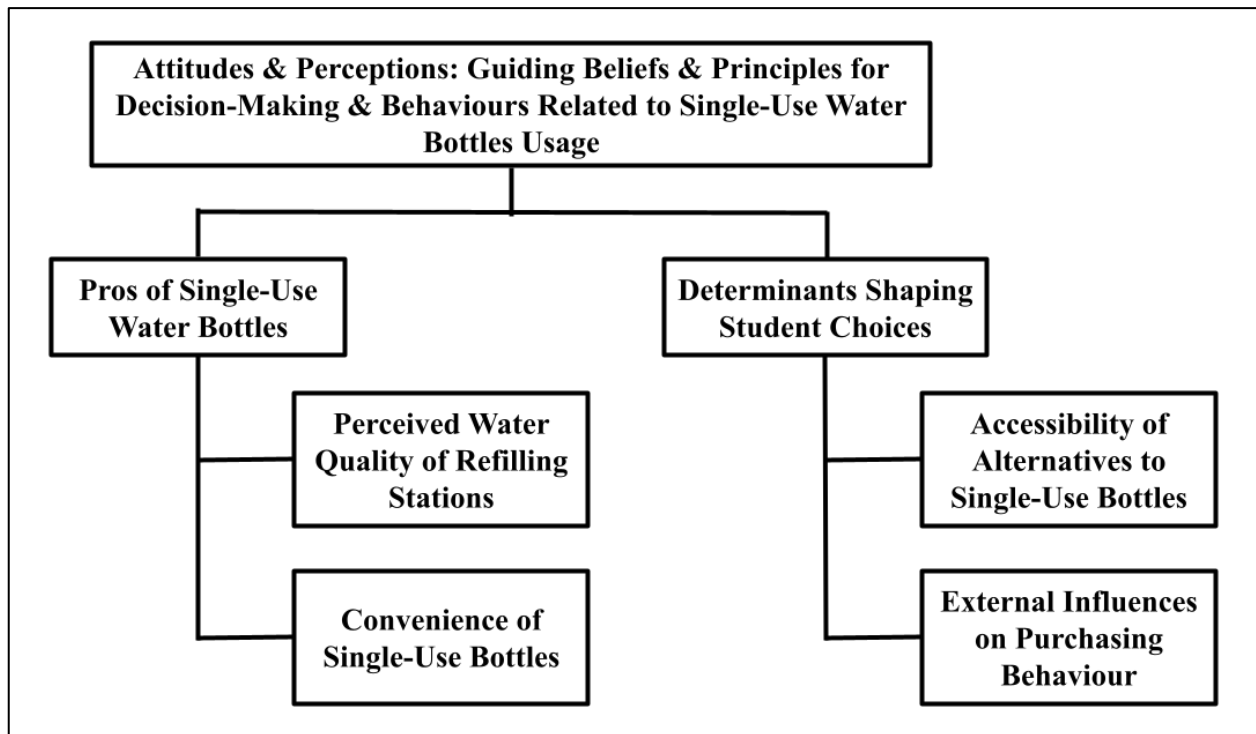 Attitudes & Perceptions: Guiding Beliefs & Principles for
Decision-Making & Behaviours Related to Single-Use Water
Bottles Usage
Pros of Single-Use
Water Bottles
Perceived Water
Quality of Refilling
Stations
Convenience of
Single-Use Bottles
Determinants Shaping
Student Choices
Accessibility of
Alternatives to
Single-Use Bottles
External Influences
on Purchasing
Behaviour